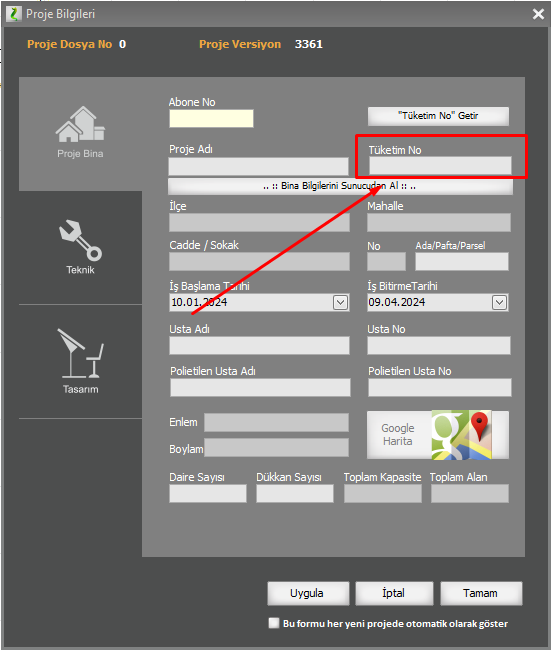 Proje Bilgileri
Proje Dosya No 0 Proje Versiyon 3361
Proje Bina
Teknik
Tasarım
Abone No
"Tüketim No" Getir
Proje Adı Tüketim No
.. :: Bina Bilgilerini Sunucudan Al :: ..
İlçe Mahalle
Cadde / Sokak No Ada/Pafta/Parsel
İş Başlama Tarihi İş BitirmeTarihi
10.01.2024 09.04.2024
Usta Adı Usta No
Polietilen Usta Adı Polietilen Usta No
Enlem
Boylam
Google
Harita
Daire Sayısı Dükkan Sayısı Toplam Kapasite Toplam Alan
Uygula İptal Tamam
Bu formu her yeni projede otomatik olarak göster